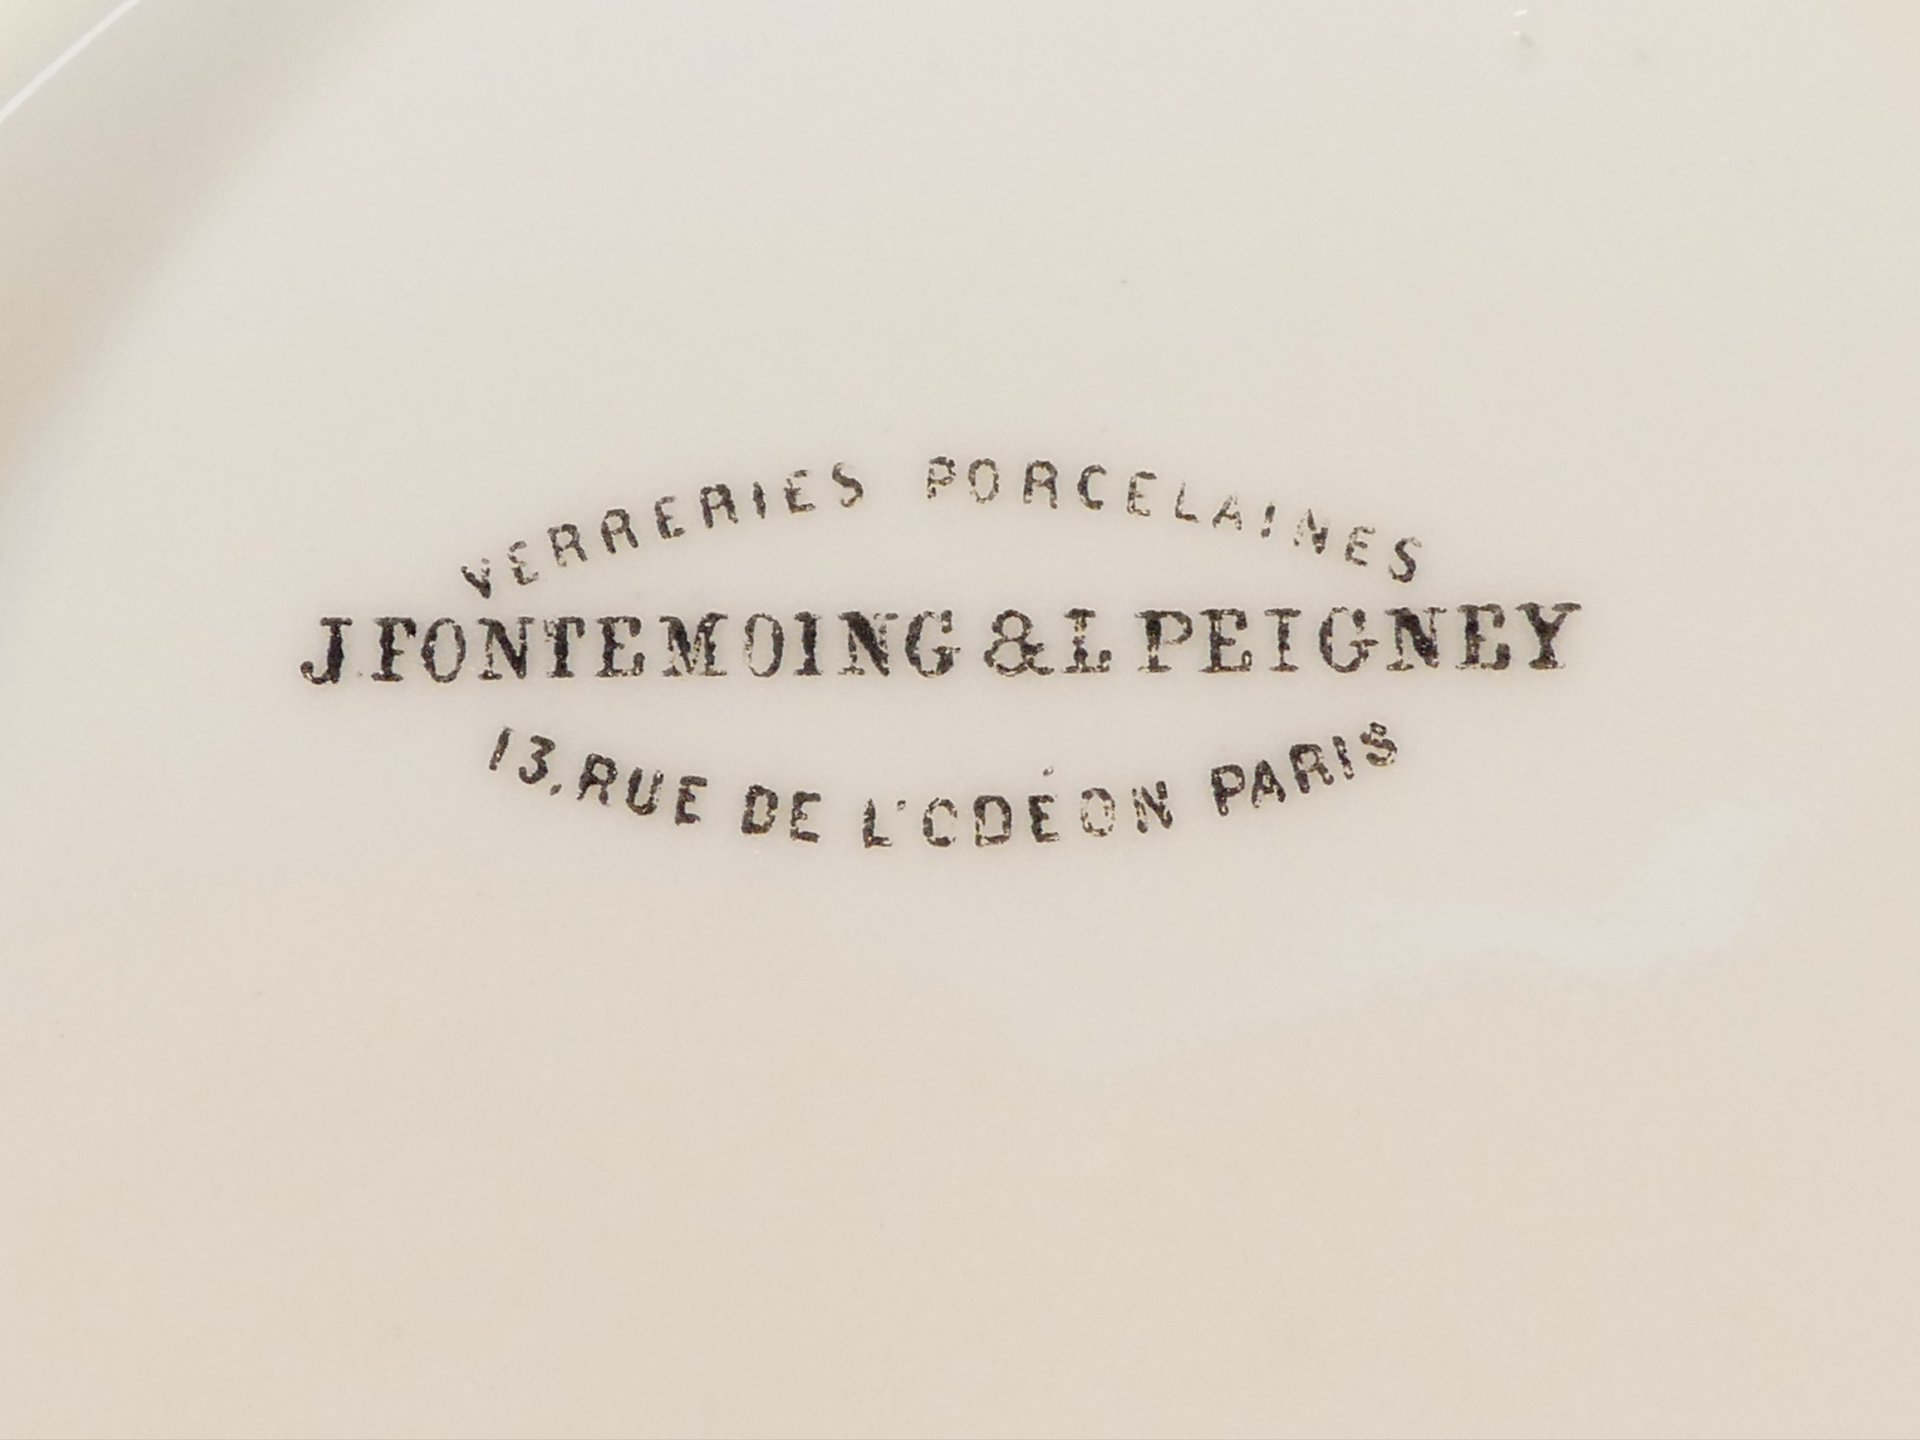 VERRERIES PORCELAINES
J. FONTEMOING & L PEIGNEY
13, RUE DE L'ODÉON PARIS